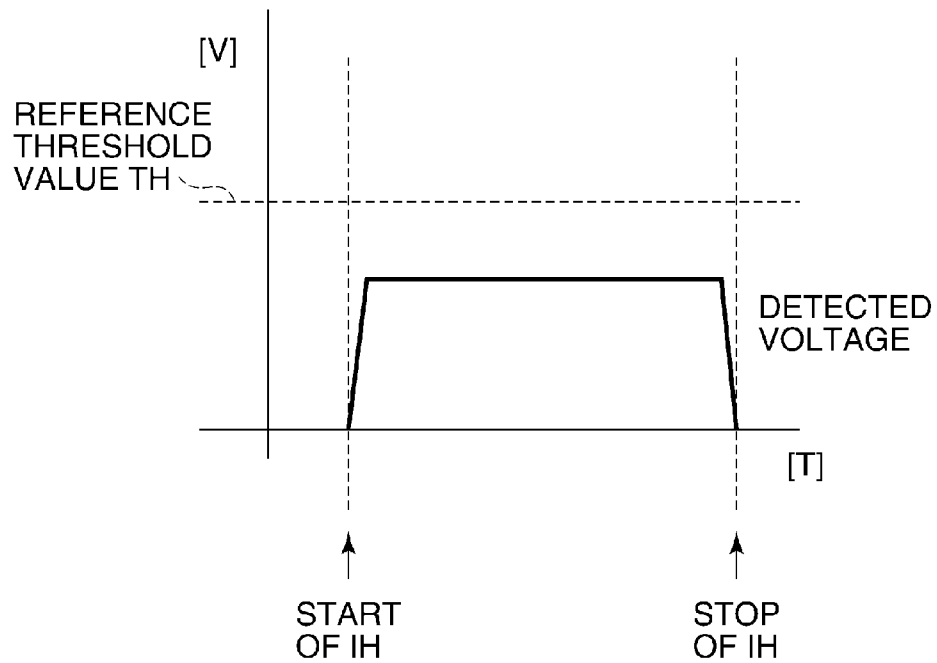 [V]
REFERENCE
THRESHOLD
VALUE TH
DETECTED
VOLTAGE
[T]
START
OF IH
STOP
OF IH